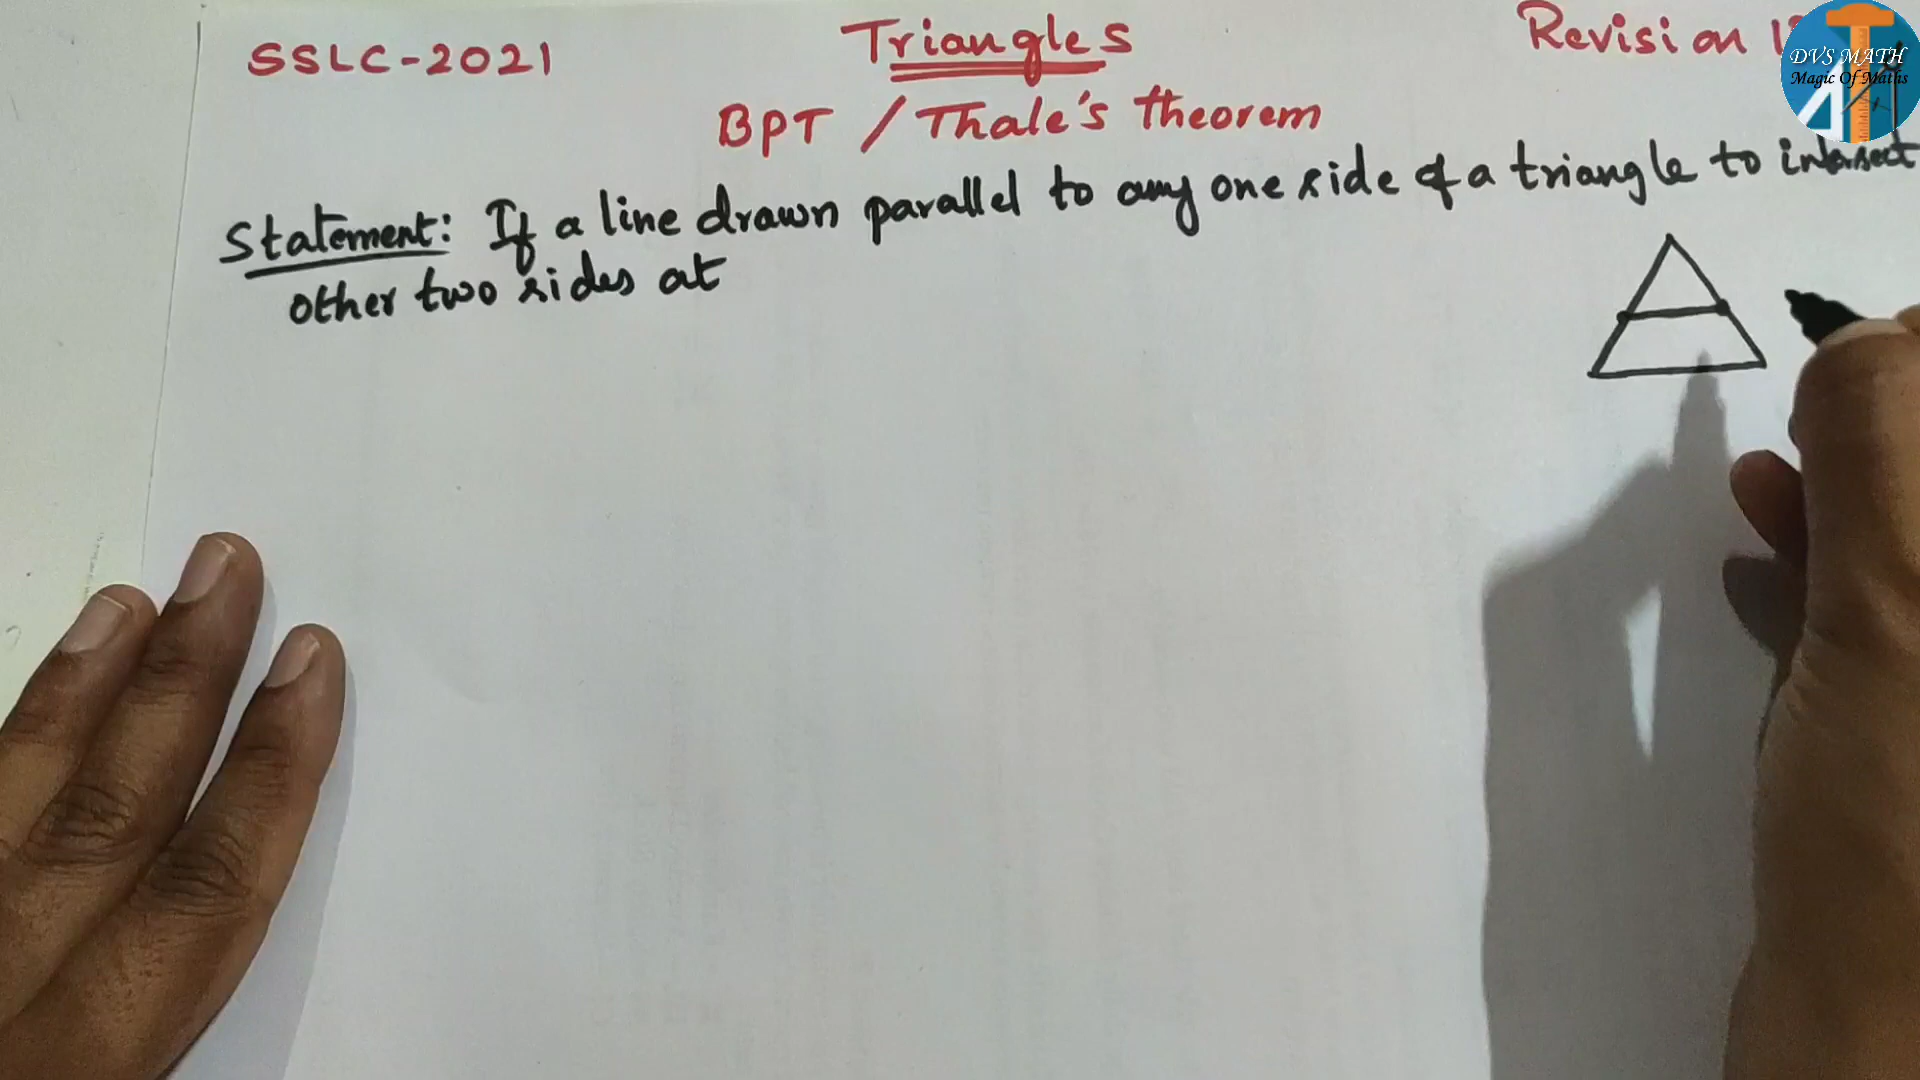 SSLC-2021
Triangles
Revision
BPT / Thale's theorem
Statement: If a line drawn parallel to any one side of a triangle to intersect
other two sides at
DVS MATH
Magic Of Maths